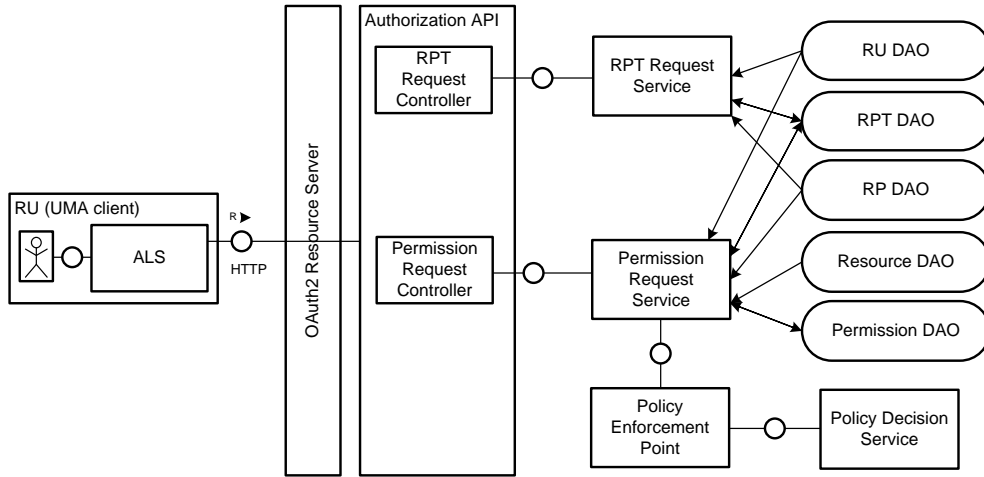 Authorization API
RPT
Request
Controller
RPT Request
Service
RU DAO
RPT DAO
RP DAO
Resource DAO
Permission DAO
RU (UMA client)
ALS
R
HTTP
OAuth2 Resource Server
Permission
Request
Controller
Permission
Request
Service
Policy
Enforcement
Point
Policy Decision
Service